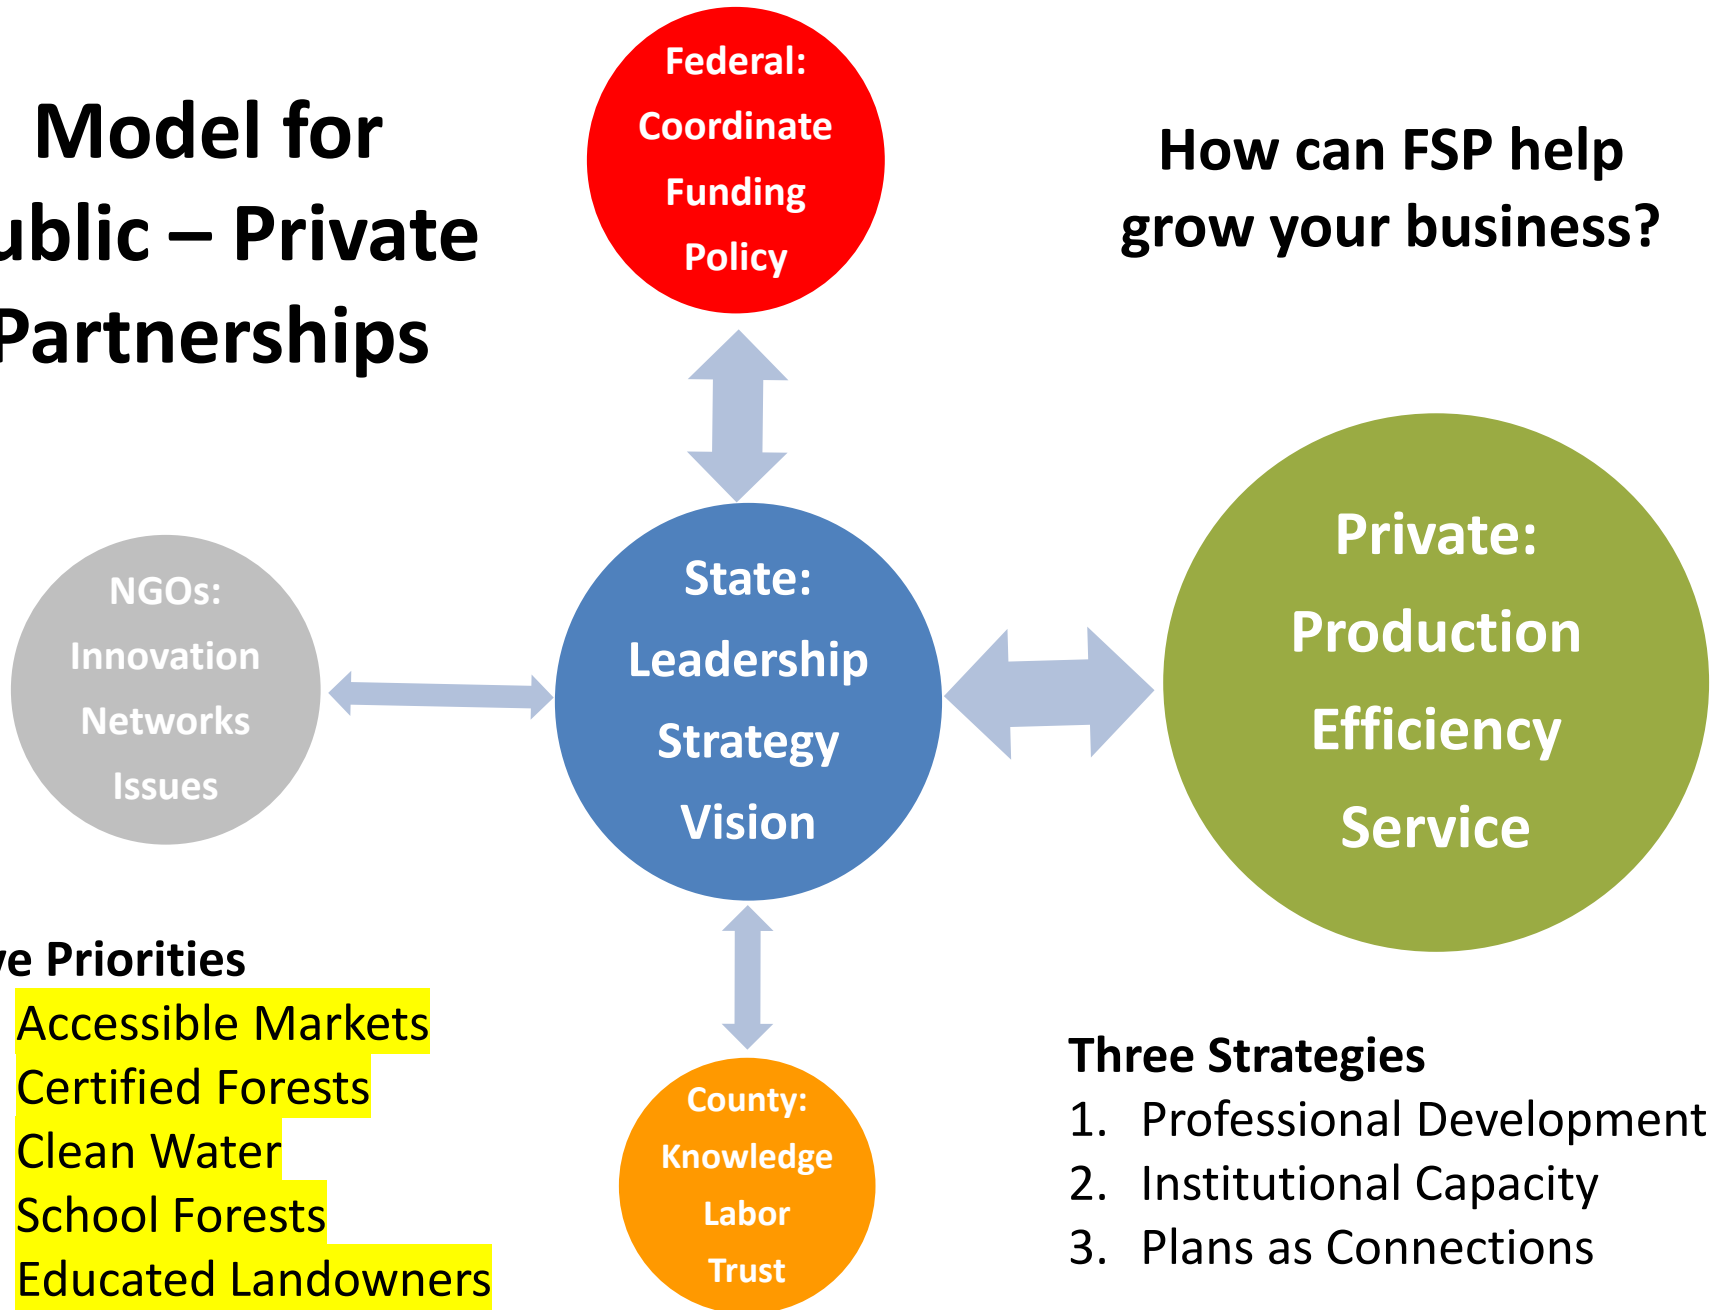 Model for
ublic – Private
Partnerships
Federal:
Coordinate
Funding
Policy
How can FSP help
grow your business?
NGOs:
Innovation
Networks
Issues
State:
Leadership
Strategy
Vision
Private:
Production
Efficiency
Service
ve Priorities
Accessible Markets
Certified Forests
Clean Water
School Forests
Educated Landowners
County:
Knowledge
Labor
Trust
Three Strategies
1. Professional Development
2. Institutional Capacity
3. Plans as Connections